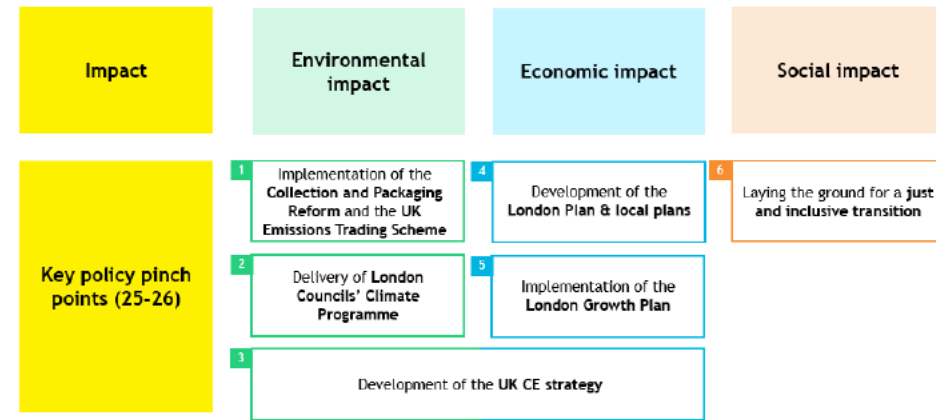 Impact
Environmental
impact
Economic impact
Social impact
Key policy pinch
points (25-26)
1
Implementation of the
Collection and Packaging
Reform and the UK
Emissions Trading Scheme
4
Development of the
London Plan & local plans
6
Laying the ground for a just
and inclusive transition
2
Delivery of London
Councils' Climate
Programme
5
Implementation of the
London Growth Plan
3
Development of the UK CE strategy